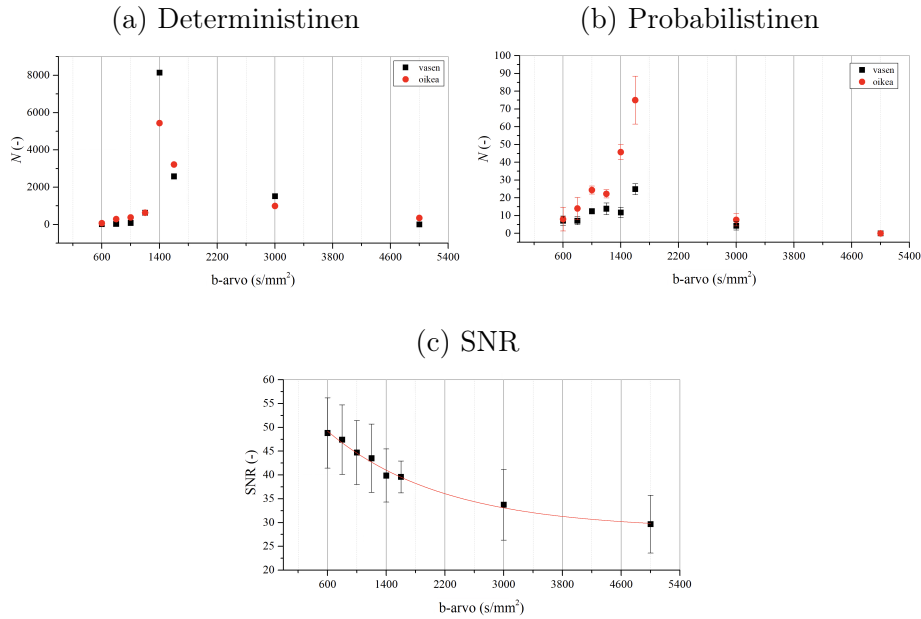 (a) Deterministinen
8000
6000
4000
2000
0
N (-)
vasen
oikea
600 1400 2200 3000 3800 4600 5400
b-arvo (s/mm²)
(b) Probabilistinen
100
90
80
70
60
50
40
30
20
10
0
N (-)
vasen
oikea
600 1400 2200 3000 3800 4600 5400
b-arvo (s/mm²)
(c) SNR
60
55
50
45
40
35
30
25
20
SNR (-)
600 1400 2200 3000 3800 4600 5400
b-arvo (s/mm²)